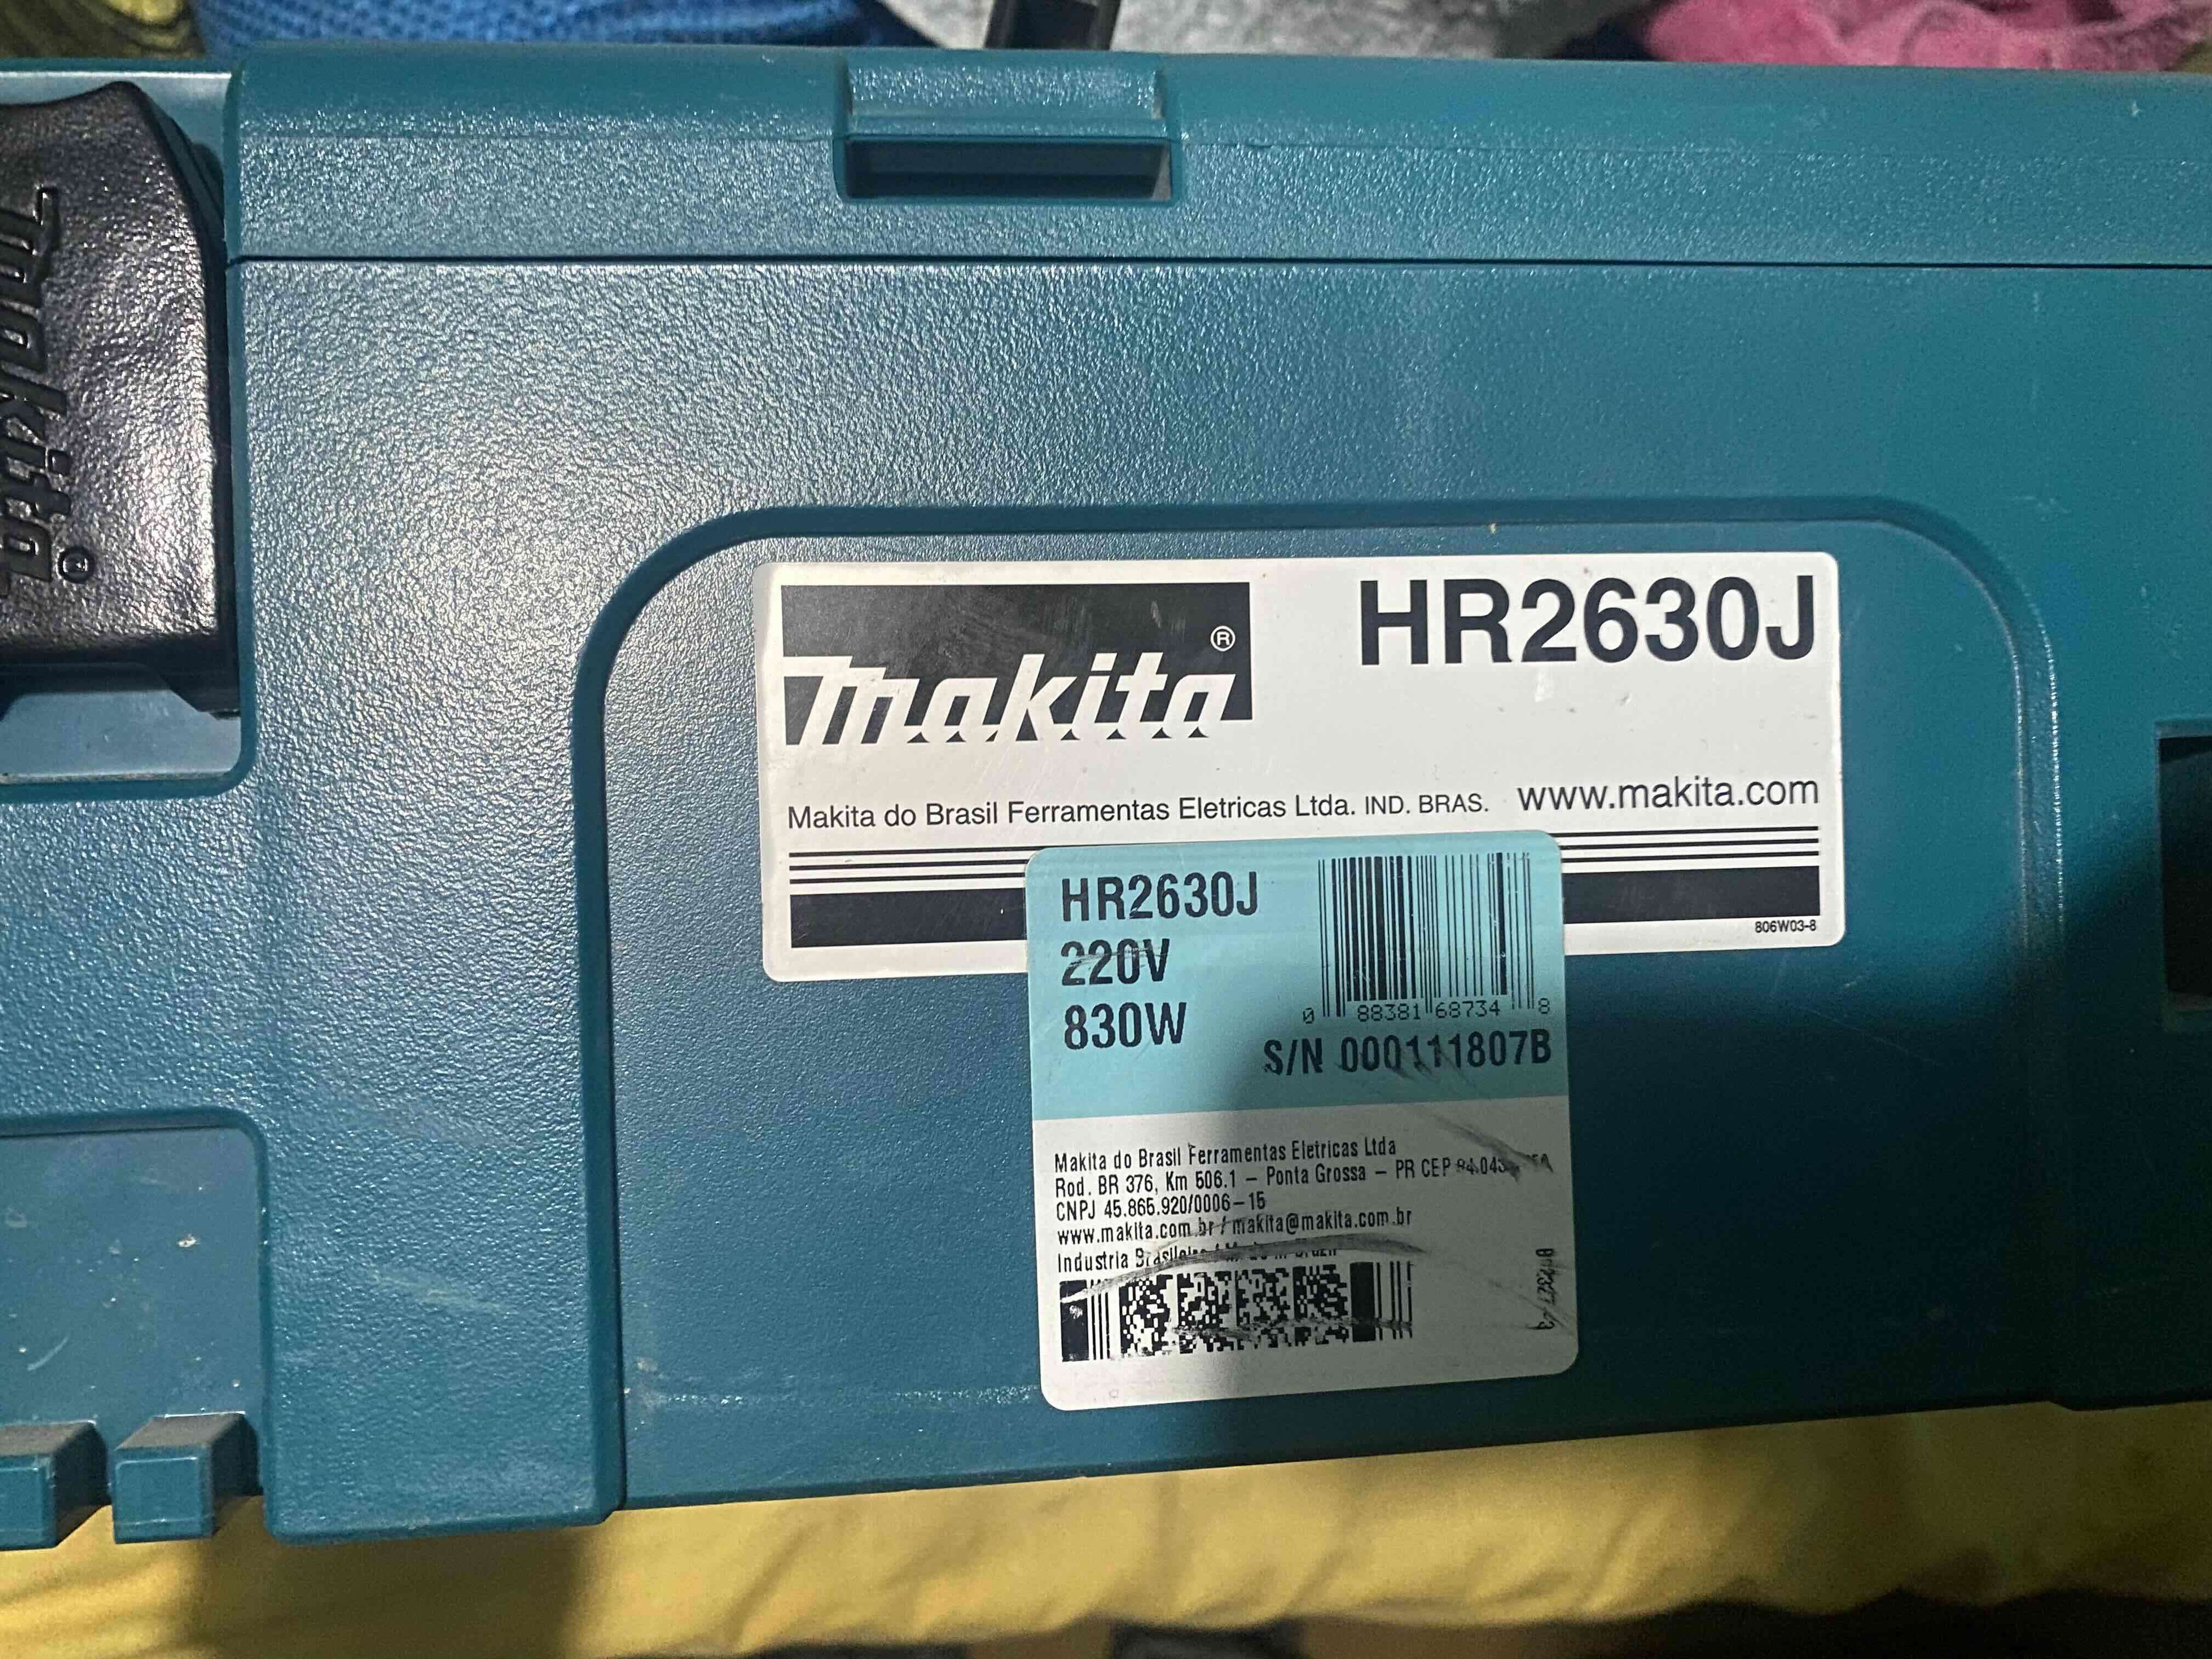 makita®
makita® HR2630J
Makita do Brasil Ferramentas Eletricas Ltda. IND. BRAS. www.makita.com
806W03-8
HR2630J
220V
830W
0 88381 68734 8
S/N 000111807B
Makita do Brasil Ferramentas Eletricas Ltda
Rod. BR 376, Km 506.1 – Ponta Grossa – PR CEP
CNPJ 45.865.920/0006-15
www.makita.com.br / makita@makita.com.br
Industria Brasileira